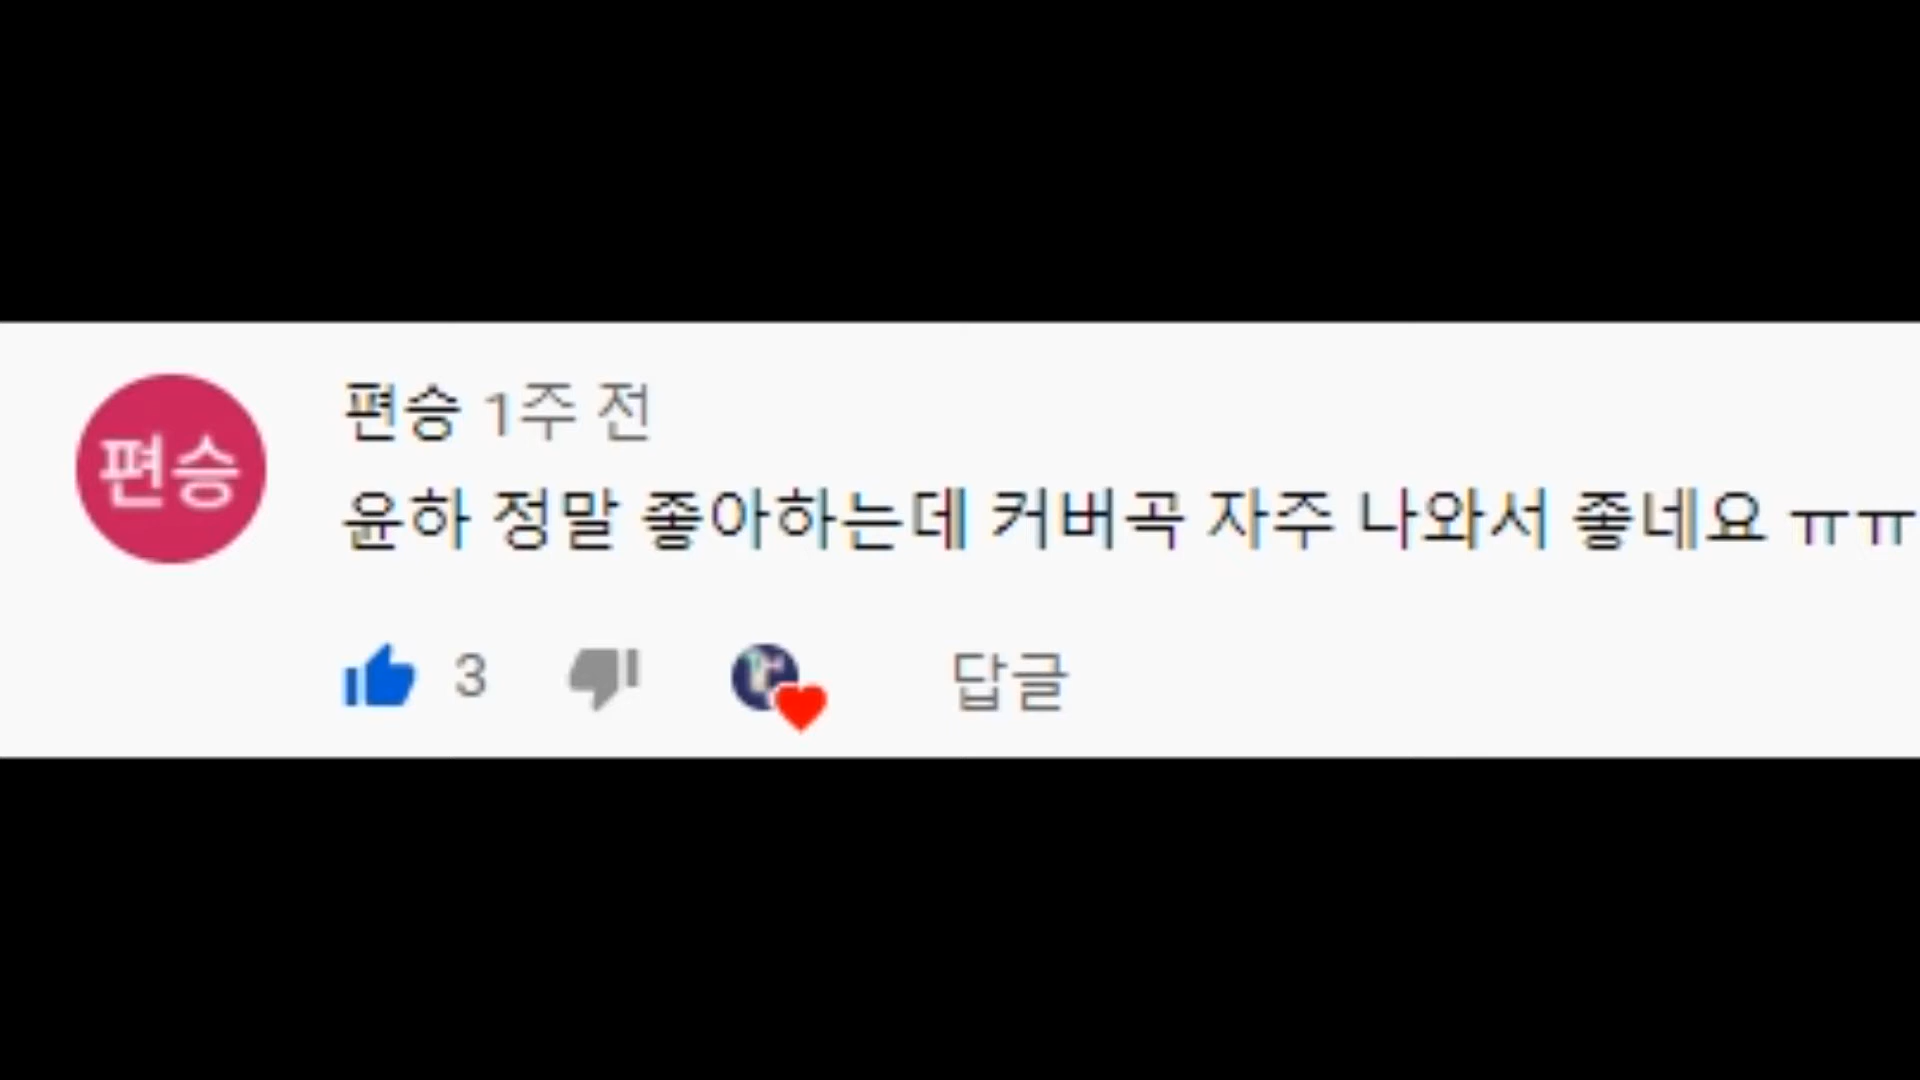 편승
편승 1주 전
윤하 정말 좋아하는데 커버곡 자주 나와서 좋네요 ㅠㅠ
3
답글